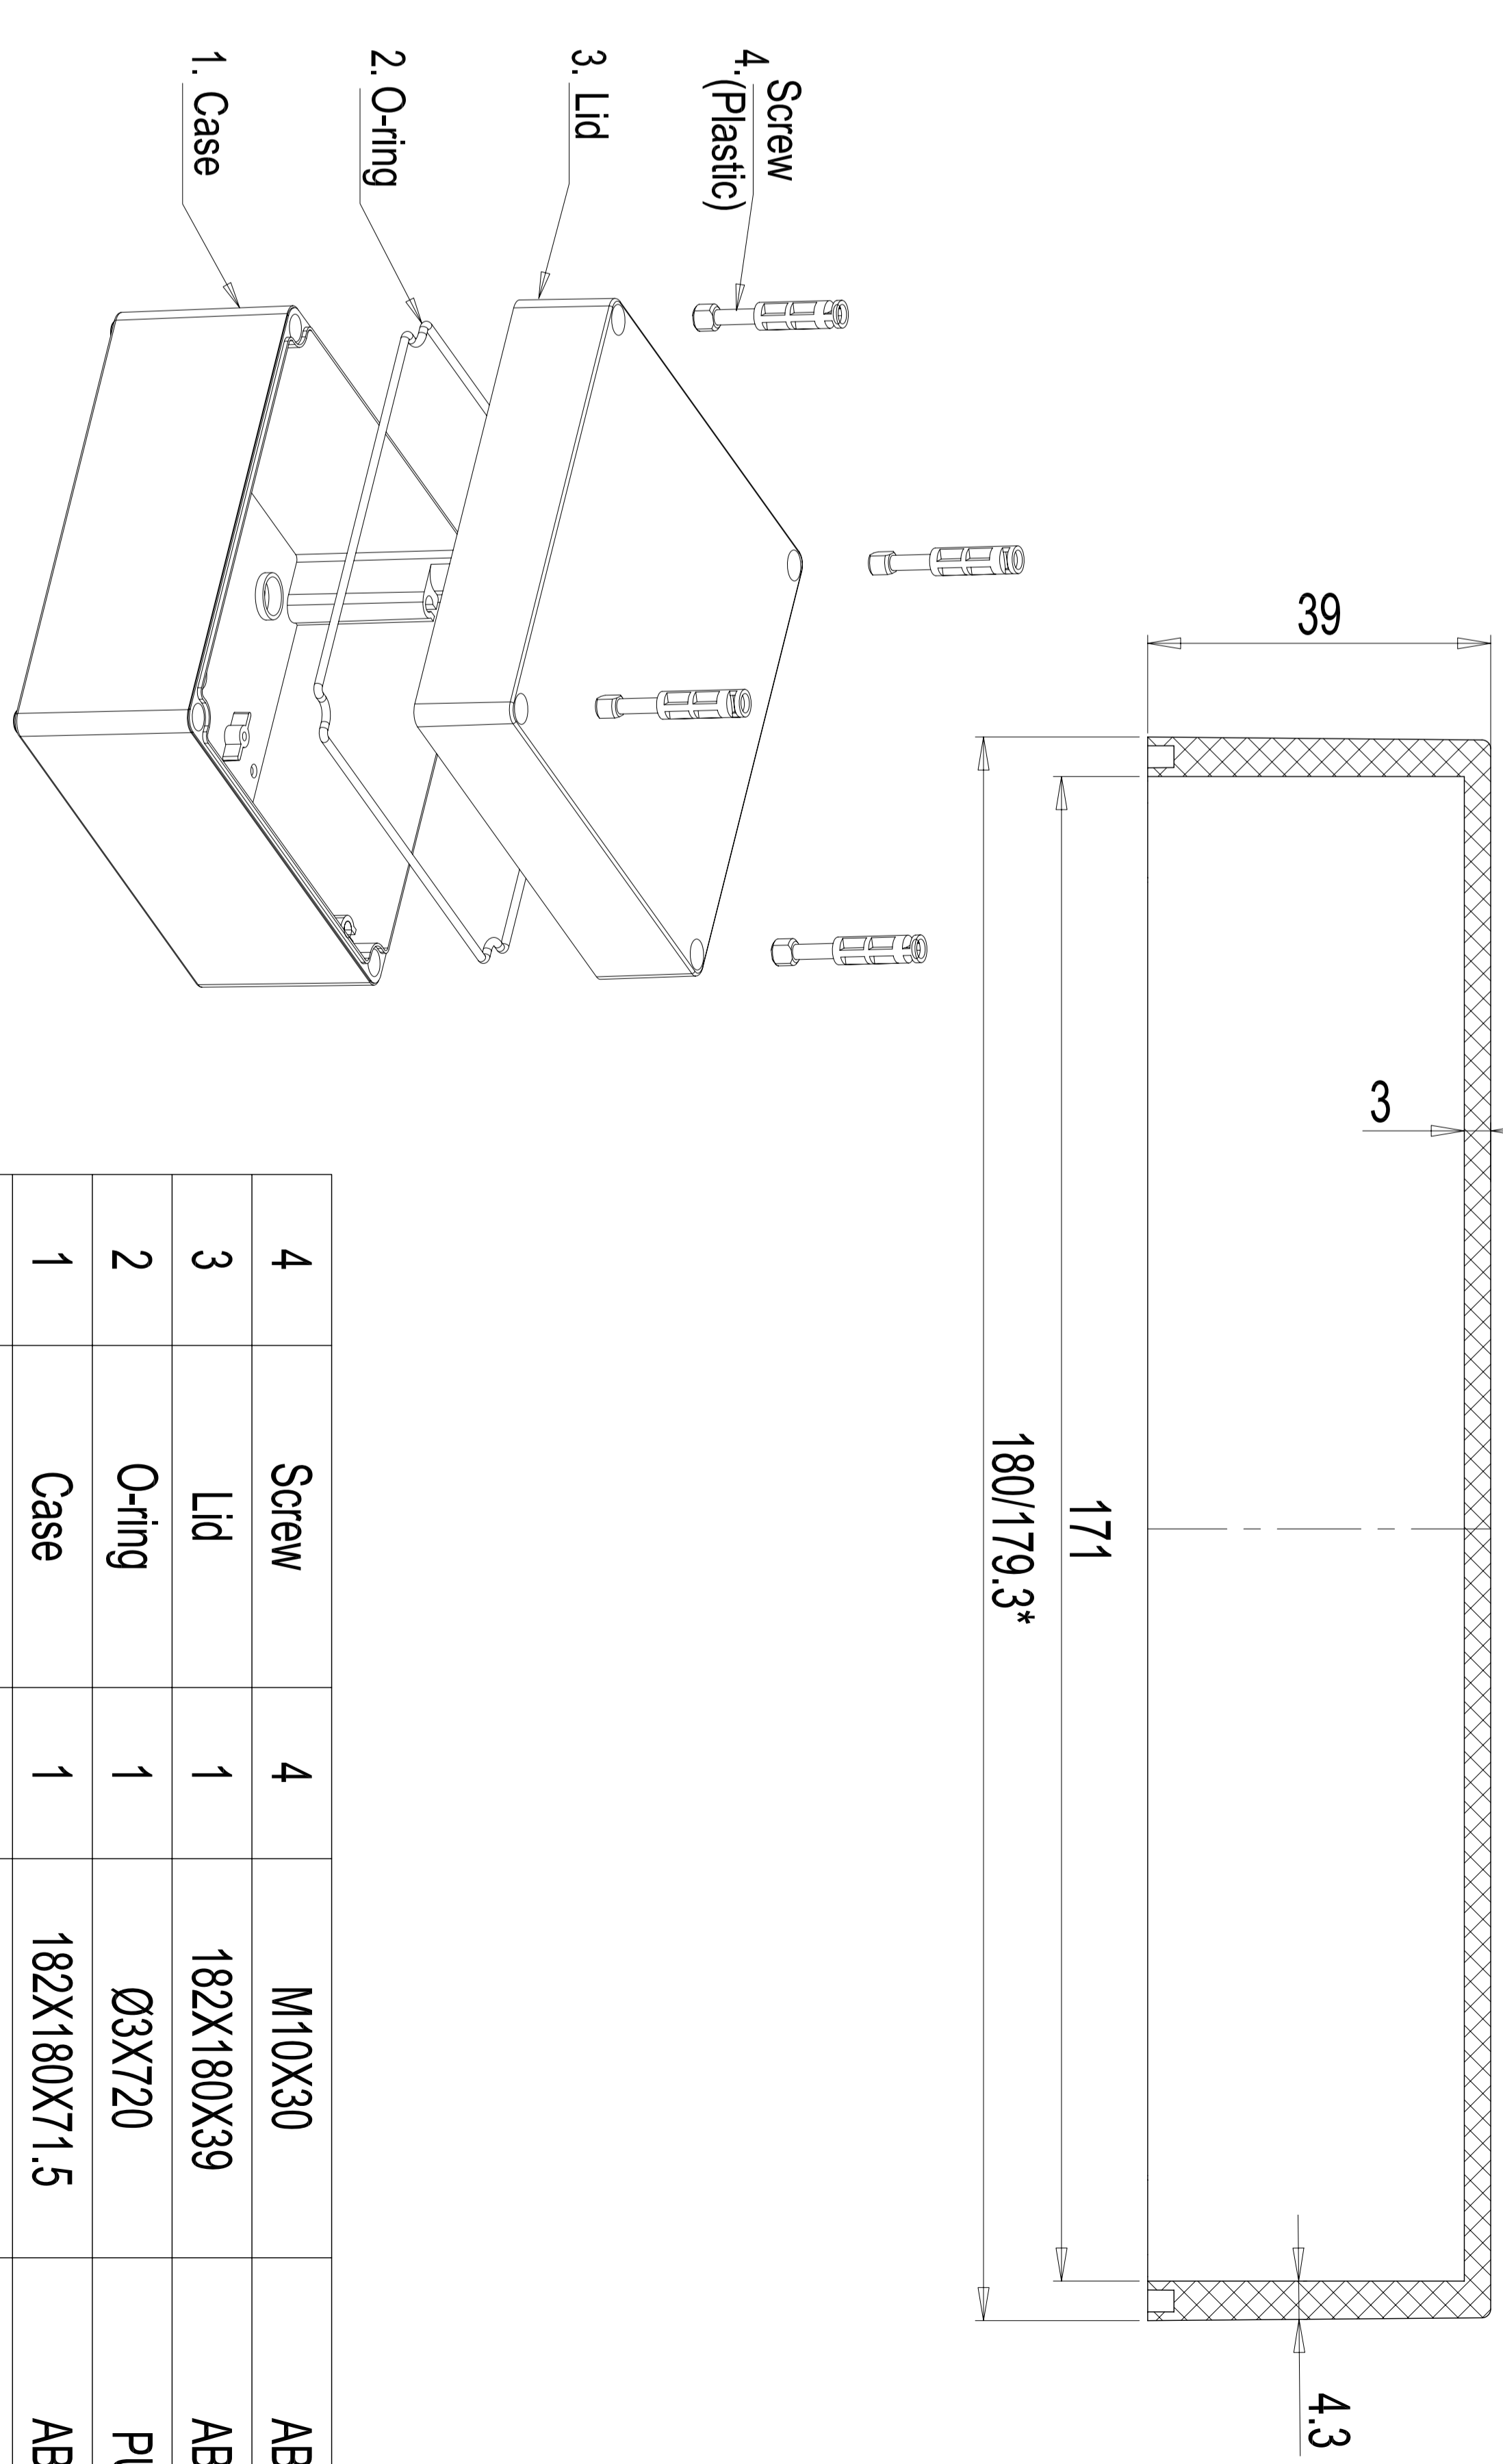 39
3
171
180/179.3*
4.3
Screw
4.(Plastic)
3. Lid
2. O-ring
1. Case
4 Screw 4 M10X30
3 Lid 1 182X180X39
2 O-ring 1 Ø3X720
1 Case 1 182X180X71.5